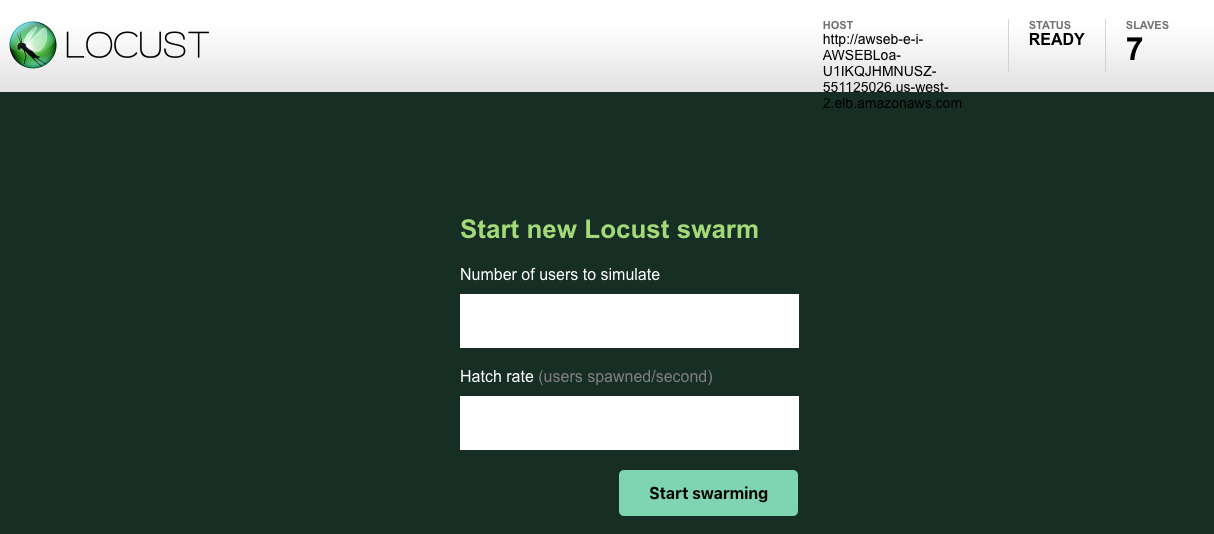 LOCUST
HOST
http://awseb-e-i-
AWSEBLoa-
U1IKQJHMNUSZ-
551125026.us-west-
2.elb.amazonaws.com
STATUS
READY
SLAVES
7
Start new Locust swarm
Number of users to simulate
Hatch rate (users spawned/second)
Start swarming